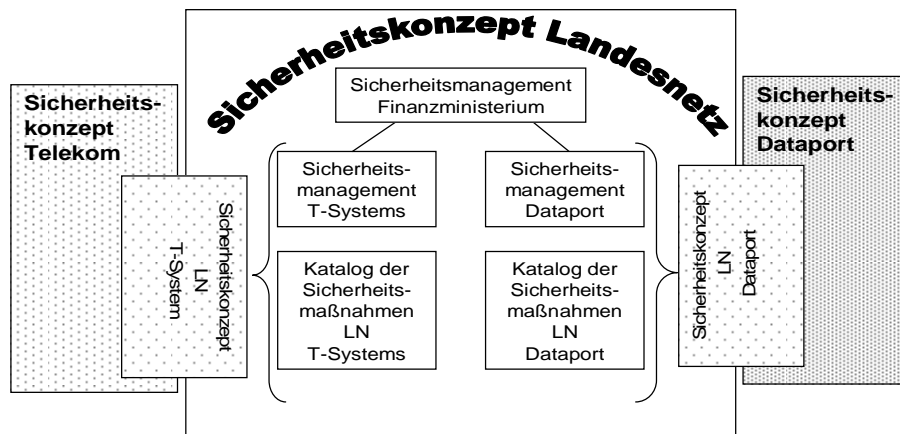 Sicherheitskonzept Landesnetz
Sicherheitsmanagement
Finanzministerium
Sicherheits-
konzept
Telekom
Sicherheits-
konzept
Dataport
Sicherheits-
management
T-Systems
Sicherheits-
management
Dataport
Sicherheitskonzept
LN
T-System
Katalog der
Sicherheits-
maßnahmen
LN
T-Systems
Katalog der
Sicherheits-
maßnahmen
LN
Dataport
Sicherheitskonzept
LN
Dataport